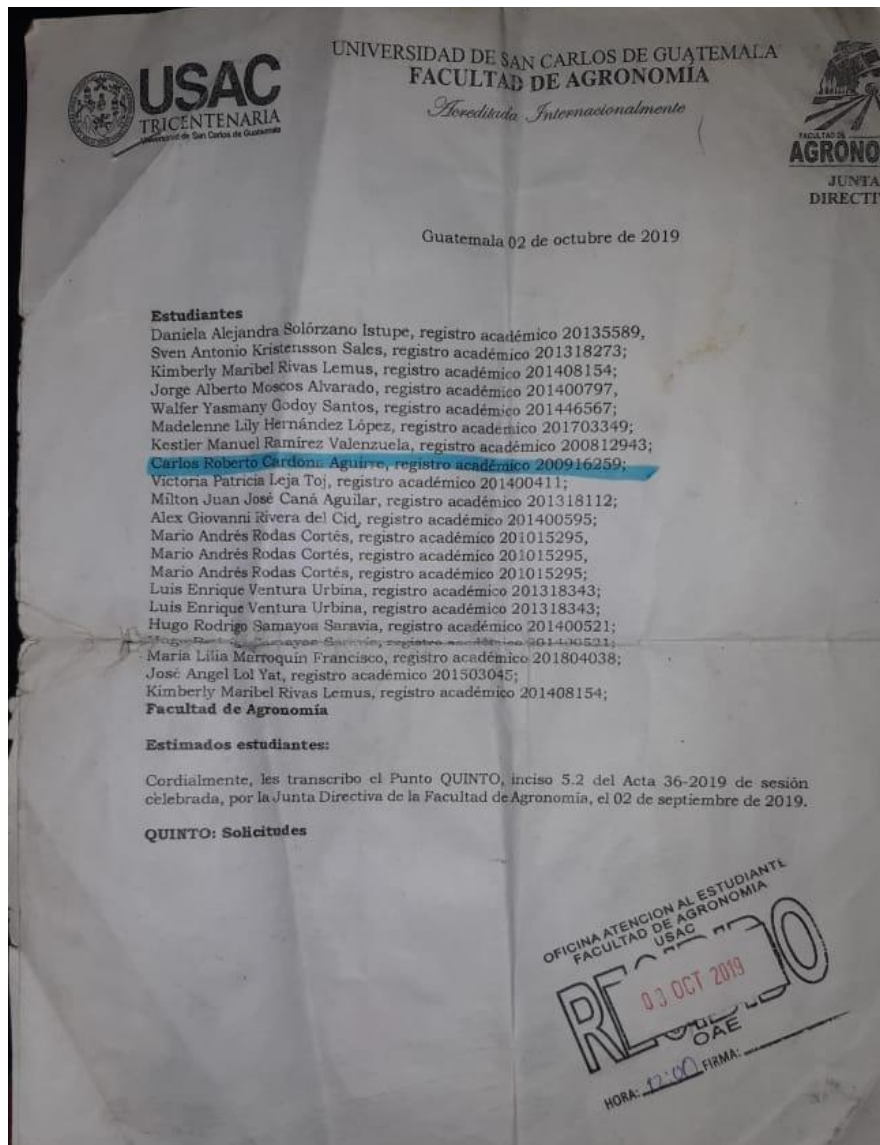 USAC
TRICENTENARIA
Universidad de San Carlos de Guatemala
UNIVERSIDAD DE SAN CARLOS DE GUATEMALA
FACULTAD DE AGRONOMÍA
Acreditada Internacionalmente
FACULTAD DE
AGRONO
JUNTA
DIRECTI
Guatemala 02 de octubre de 2019
Estudiantes
Daniela Alejandra Solórzano Istupe, registro académico 20135589,
Sven Antonio Kristensson Sales, registro académico 201318273;
Kimberly Maribel Rivas Lemus, registro académico 201408154;
Jorge Alberto Moscos Alvarado, registro académico 201400797,
Walfer Yasmany Godoy Santos, registro académico 201446567;
Madelenne Lily Hernández López, registro académico 201703349;
Kestler Manuel Ramírez Valenzuela, registro académico 200812943;
Carlos Roberto Cardona Aguirre, registro académico 200916259;
Victoria Patricia Leja Toj, registro académico 201400411;
Milton Juan José Caná Aguilar, registro académico 201318112;
Alex Giovanni Rivera del Cid, registro académico 201400595;
Mario Andrés Rodas Cortés, registro académico 201015295,
Mario Andrés Rodas Cortés, registro académico 201015295,
Mario Andrés Rodas Cortés, registro académico 201015295;
Luis Enrique Ventura Urbina, registro académico 201318343;
Luis Enrique Ventura Urbina, registro académico 201318343;
Hugo Rodrigo Samayoa Saravia, registro académico 201400521;
Hugo Rodrigo Samayoa Saravia, registro académico 201400521;
María Lilia Marroquín Francisco, registro académico 201804038;
José Angel Lol Yat, registro académico 201503045;
Kimberly Maribel Rivas Lemus, registro académico 201408154;
Facultad de Agronomía
Estimados estudiantes:
Cordialmente, les transcribo el Punto QUINTO, inciso 5.2 del Acta 36-2019 de sesión
celebrada, por la Junta Directiva de la Facultad de Agronomía, el 02 de septiembre de 2019.
QUINTO: Solicitudes
OFICINA ATENCION AL ESTUDIANTE
FACULTAD DE AGRONOMIA
USAC
RECIBIDO
03 OCT 2019
OAE
HORA: 12:00 FIRMA: